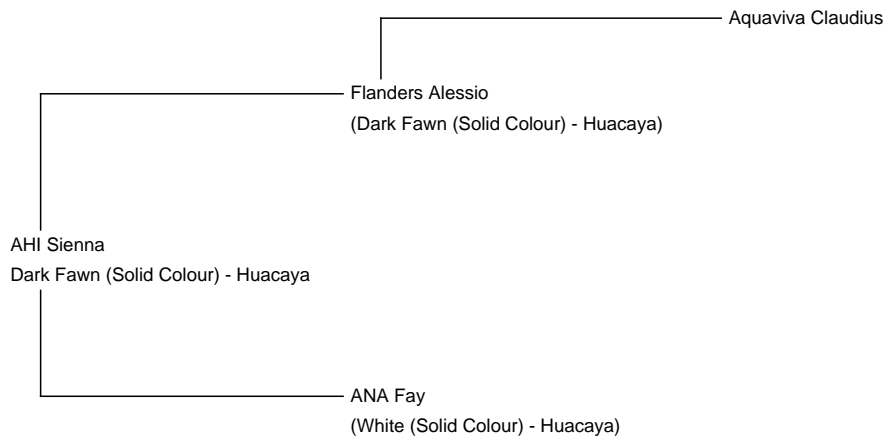 Aquaviva Claudius
Flanders Alessio
(Dark Fawn (Solid Colour) - Huacaya)
AHI Sienna
Dark Fawn (Solid Colour) - Huacaya
ANA Fay
(White (Solid Colour) - Huacaya)